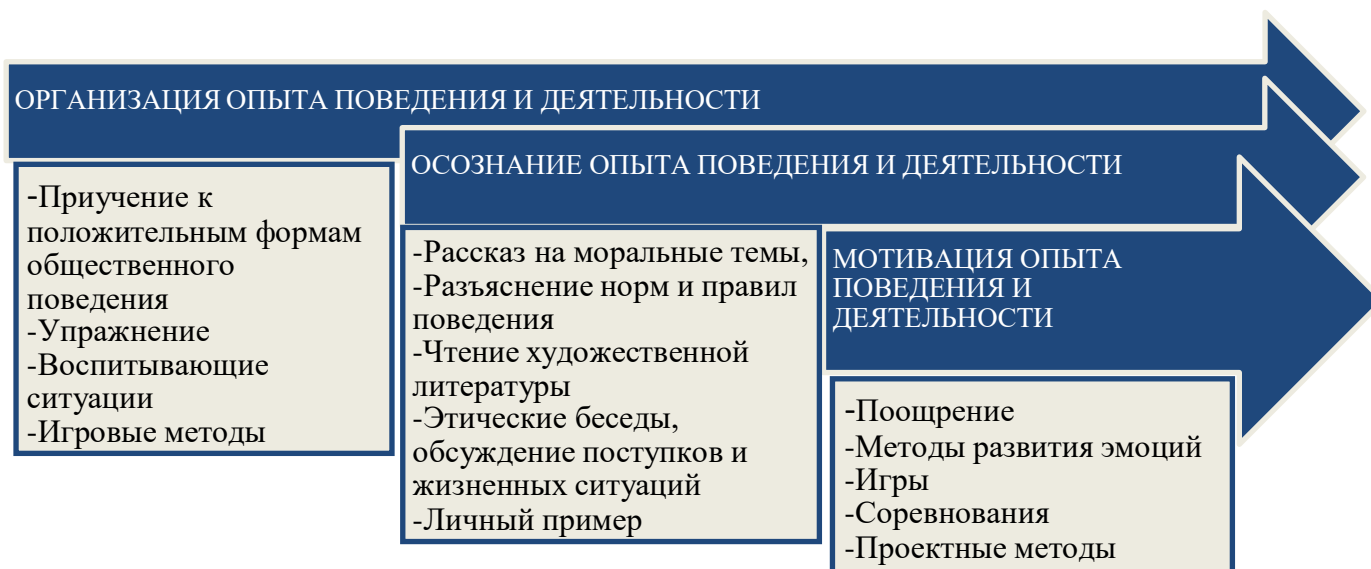 ОРГАНИЗАЦИЯ ОПЫТА ПОВЕДЕНИЯ И ДЕЯТЕЛЬНОСТИ
-Приучение к
положительным формам
общественного
поведения
-Упражнение
-Воспитывающие
ситуации
-Игровые методы
ОСОЗНАНИЕ ОПЫТА ПОВЕДЕНИЯ И ДЕЯТЕЛЬНОСТИ
-Рассказ на моральные темы,
-Разъяснение норм и правил
поведения
-Чтение художественной
литературы
-Этические беседы,
обсуждение поступков и
жизненных ситуаций
-Личный пример
МОТИВАЦИЯ ОПЫТА
ПОВЕДЕНИЯ И
ДЕЯТЕЛЬНОСТИ
-Поощрение
-Методы развития эмоций
-Игры
-Соревнования
-Проектные методы